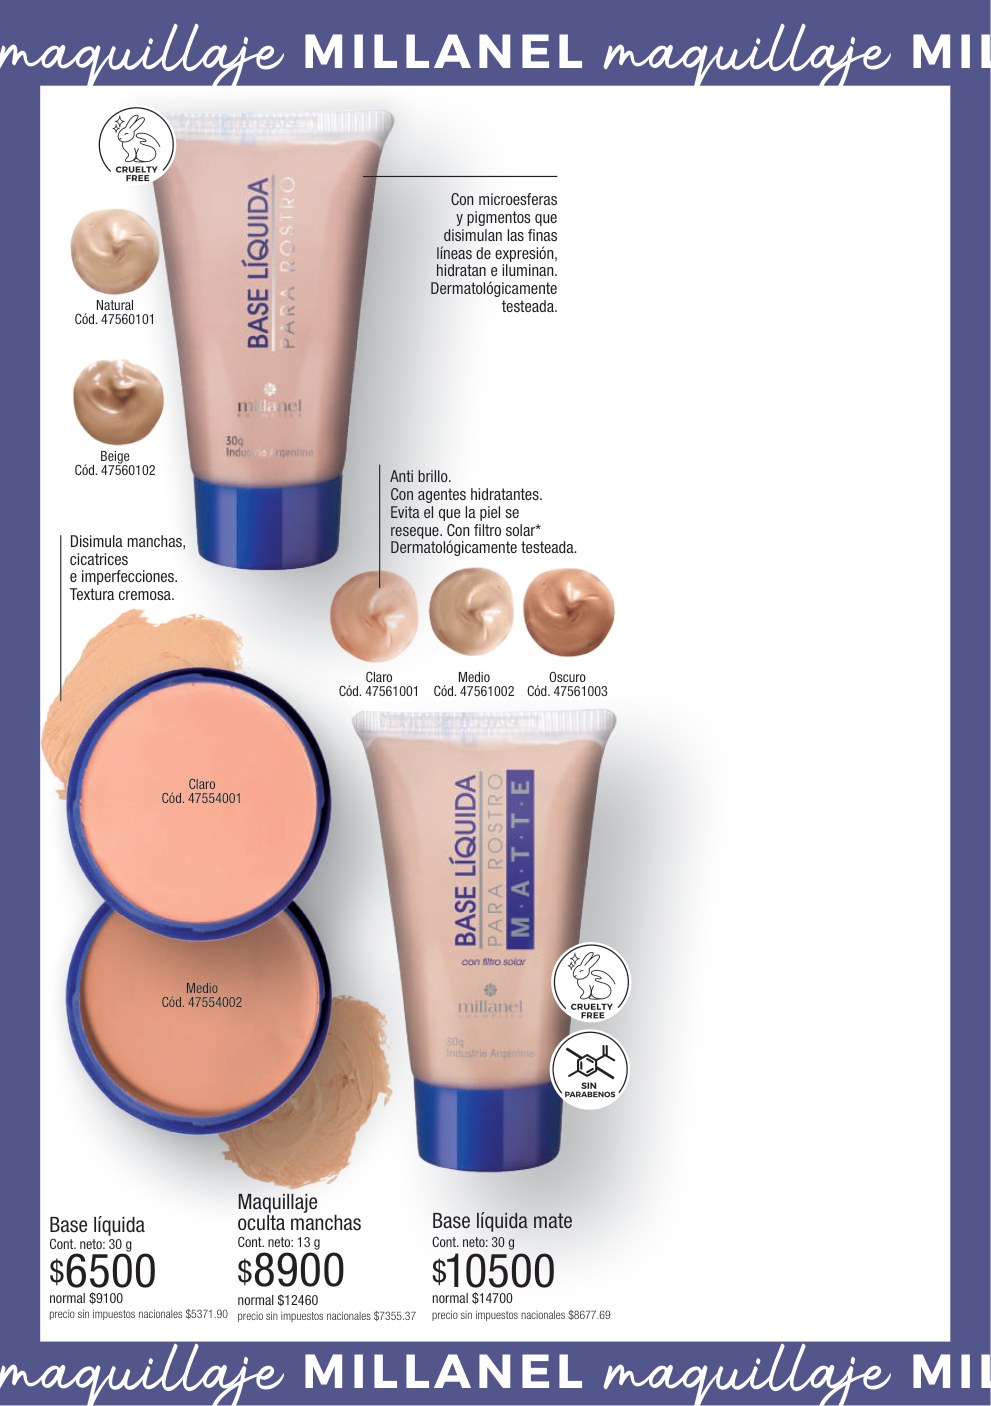 maquillaje MILLANEL maquillaje MIL
CRUELTY
FREE
BASE LÍQUIDA
PARA ROSTRO
millanel
cosmética
30g
Industria Argentina
Con microesferas
y pigmentos que
disimulan las finas
líneas de expresión,
hidratan e iluminan.
Dermatológicamente
testeada.
Natural
Cód. 47560101
Beige
Cód. 47560102
Anti brillo.
Con agentes hidratantes.
Evita el que la piel se
reseque. Con filtro solar*
Dermatológicamente testeada.
Disimula manchas,
cicatrices
e imperfecciones.
Textura cremosa.
Claro
Cód. 47561001
Medio
Cód. 47561002
Oscuro
Cód. 47561003
Claro
Cód. 47554001
Medio
Cód. 47554002
BASE LÍQUIDA
PARA ROSTRO
M·A·T·T·E
con filtro solar
millanel
cosmética
30g
Industria Argentina
CRUELTY
FREE
SIN
PARABENOS
Base líquida
Cont. neto: 30 g
$6500
normal $9100
precio sin impuestos nacionales $5371.90
Maquillaje
oculta manchas
Cont. neto: 13 g
$8900
normal $12460
precio sin impuestos nacionales $7355.37
Base líquida mate
Cont. neto: 30 g
$10500
normal $14700
precio sin impuestos nacionales $8677.69
maquillaje MILLANEL maquillaje MIL